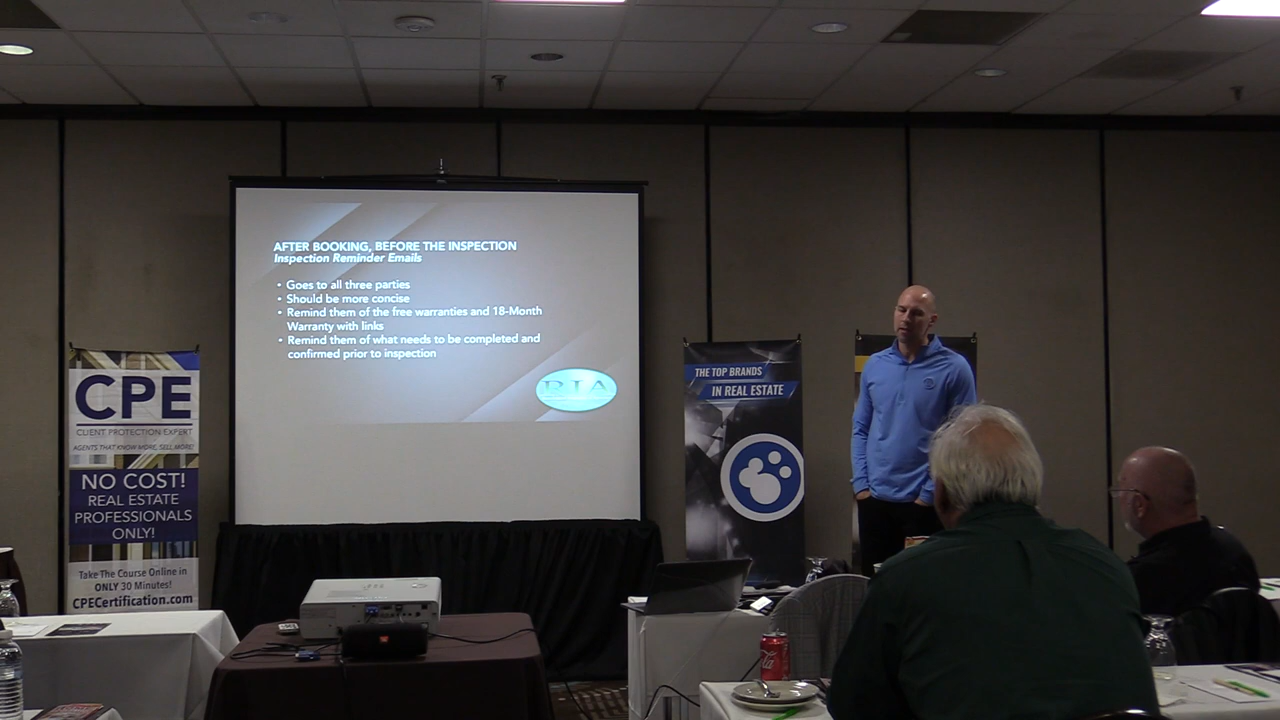 AFTER BOOKING, BEFORE THE INSPECTION
Inspection Reminder Emails
• Goes to all three parties
• Should be more concise
• Remind them of the free warranties and 18-Month
Warranty with links
• Remind them of what needs to be completed and
confirmed prior to inspection
CPE
CLIENT PROTECTION EXPERT
AGENTS THAT KNOW MORE, SELL MORE!
NO COST!
REAL ESTATE
PROFESSIONALS
ONLY!
Take The Course Online in
ONLY 30 Minutes!
CPECertification.com
THE TOP BRANDS
IN REAL ESTATE